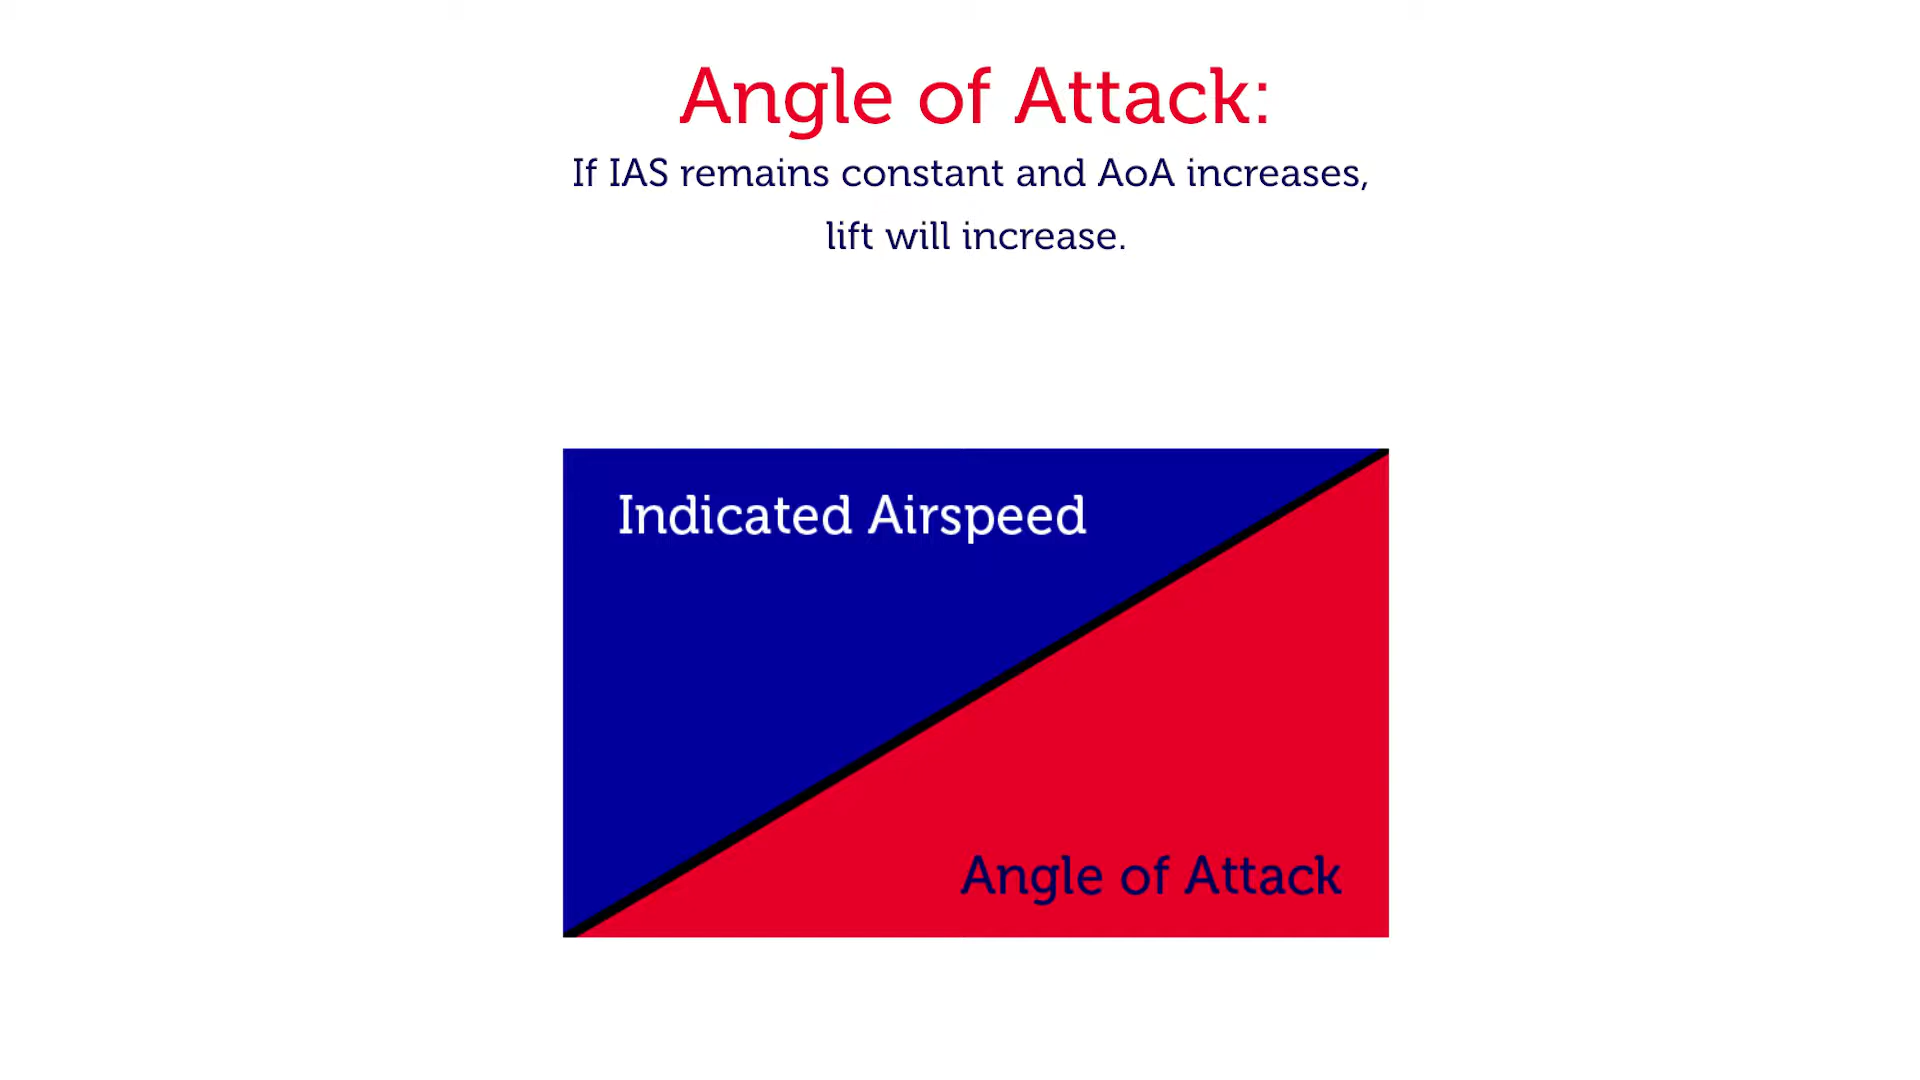 Angle of Attack:
If IAS remains constant and AoA increases,
lift will increase.
Indicated Airspeed
Angle of Attack